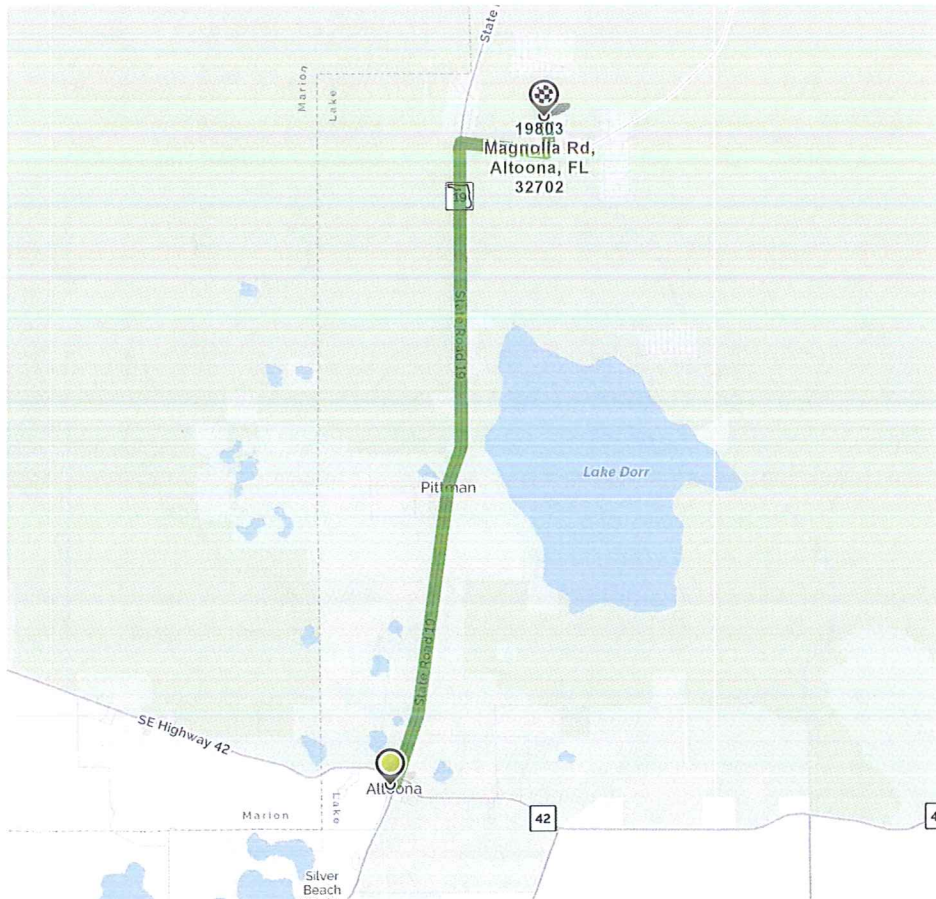 State
Marion
Lake
19803
Magnolia Rd,
Altoona, FL
32702
19
State Road 19
Lake Dorr
Pittman
State Road 19
SE Highway 42
Altoona
Marion
Lake
42
4
Silver
Beach